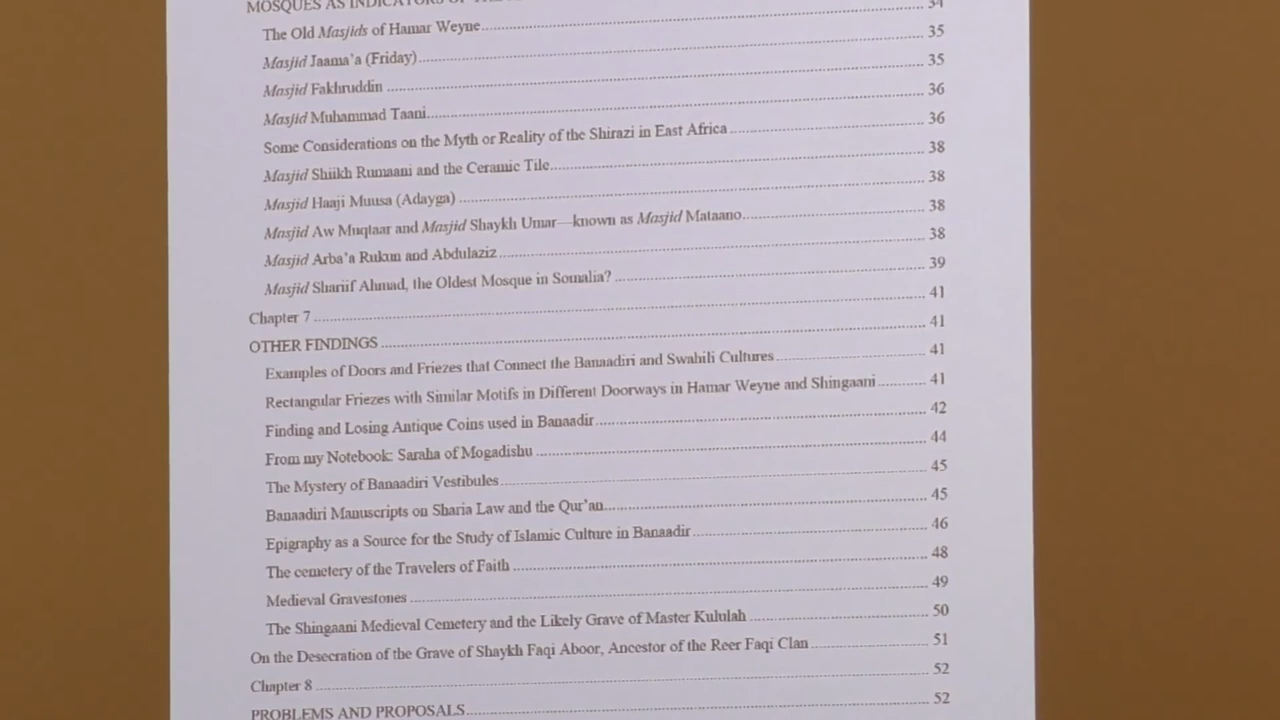 MOSQUES AS INDICATORS OF THE
The Old Masjids of Hamar Weyne........ 34
Masjid Jaama'a (Friday)........ 35
Masjid Fakhruddin ........ 35
Masjid Muhammad Taani........ 36
Some Considerations on the Myth or Reality of the Shirazi in East Africa ........ 36
Masjid Shiikh Rumaani and the Ceramic Tile........ 38
Masjid Haaji Muusa (Adayga) ........ 38
Masjid Aw Muqtaar and Masjid Shaykh Umar—known as Masjid Mataano........ 38
Masjid Arba'a Rukun and Abdulaziz ........ 38
Masjid Shariif Ahmad, the Oldest Mosque in Somalia? ........ 39
Chapter 7 ........ 41
OTHER FINDINGS ........ 41
Examples of Doors and Friezes that Connect the Banaadiri and Swahili Cultures........ 41
Rectangular Friezes with Similar Motifs in Different Doorways in Hamar Weyne and Shingaani ........ 41
Finding and Losing Antique Coins used in Banaadir........ 42
From my Notebook: Saraha of Mogadishu ........ 44
The Mystery of Banaadiri Vestibules........ 45
Banaadiri Manuscripts on Sharia Law and the Qur'an........ 45
Epigraphy as a Source for the Study of Islamic Culture in Banaadir ........ 46
The cemetery of the Travelers of Faith ........ 48
Medieval Gravestones ........ 49
The Shingaani Medieval Cemetery and the Likely Grave of Master Kululah ........ 50
On the Desecration of the Grave of Shaykh Faqi Aboor, Ancestor of the Reer Faqi Clan ........ 51
Chapter 8 ........ 52
PROBLEMS AND PROPOSALS........ 52